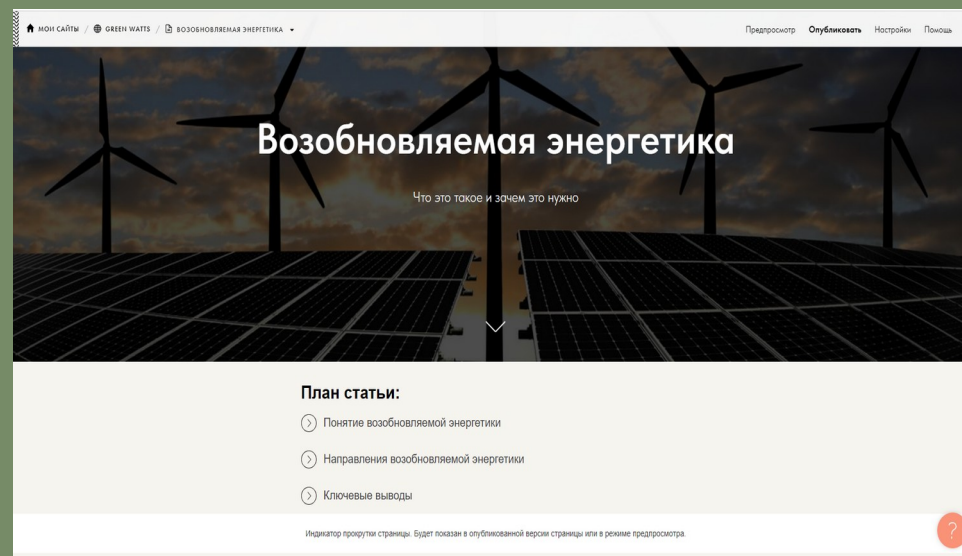 МОИ САЙТЫ / GREEN WATTS / ВОЗОБНОВЛЯЕМАЯ ЭНЕРГЕТИКА
Предпросмотр Опубликовать Настройки Помощь
Возобновляемая энергетика
Что это такое и зачем это нужно
План статьи:
Понятие возобновляемой энергетики
Направления возобновляемой энергетики
Ключевые выводы
Индикатор прокрутки страницы. Будет показан в опубликованной версии страницы или в режиме предпросмотра.
?